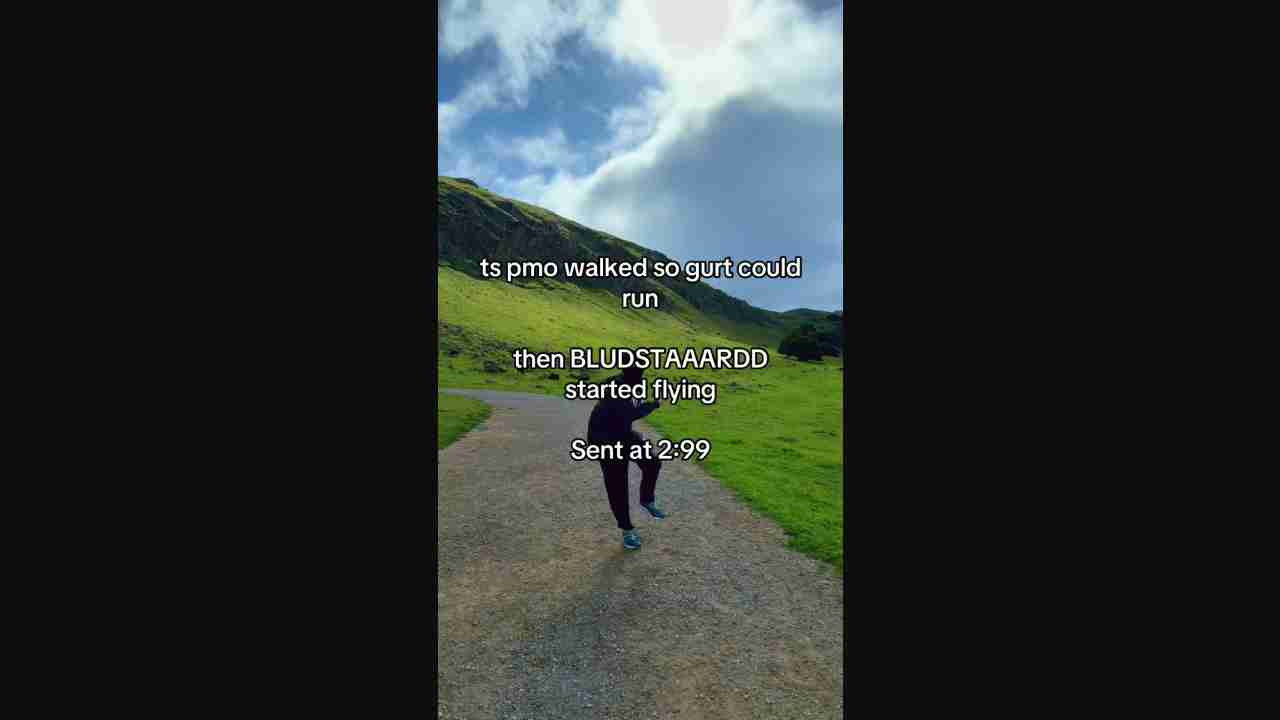 ts pmo walked so gurt could
run
then BLUDSTAAARDD
started flying
Sent at 2:99